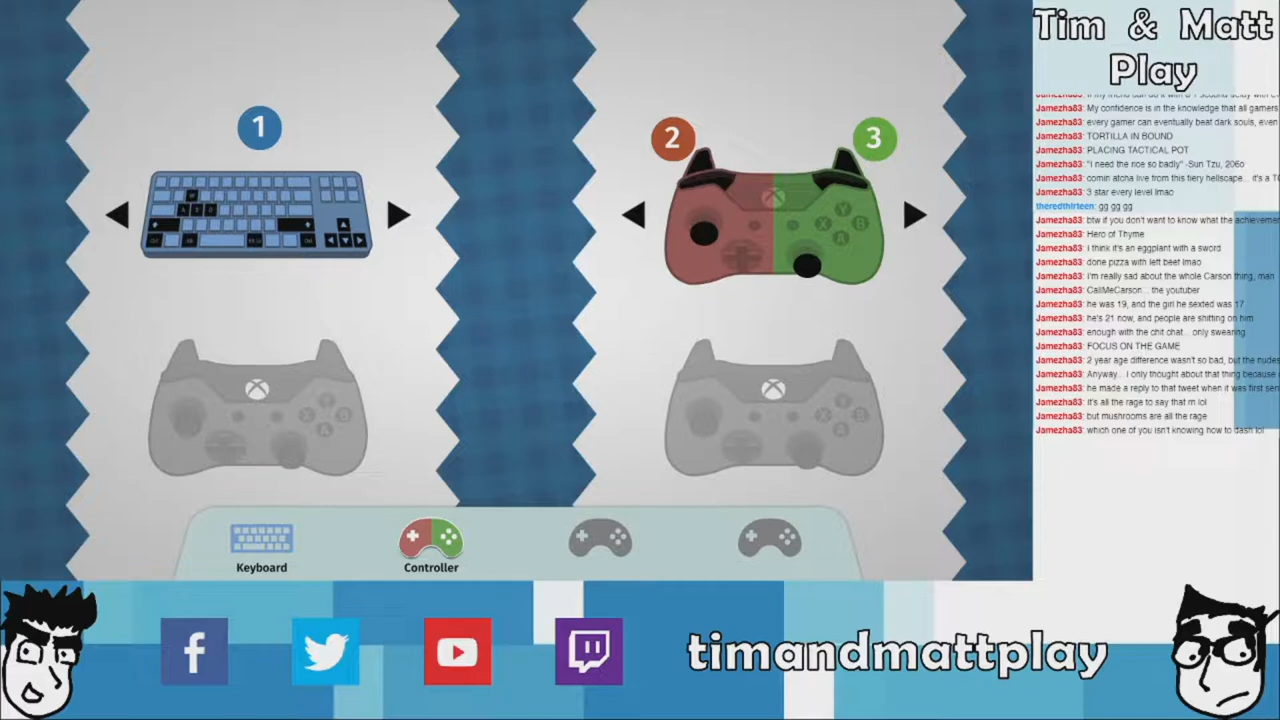 1
2
3
Y
X
B
A
X
B
A
Y
X
B
A
Keyboard
Controller
Tim & Matt
Play
Jamezha83: My confidence is in the knowledge that all gamers
Jamezha83: every gamer can eventually beat dark souls, even
Jamezha83: TORTILLA IN BOUND
Jamezha83: PLACING TACTICAL POT
Jamezha83: "I need the rice so badly" -Sun Tzu, 206o
Jamezha83: comin atcha live from this fiery hellscape... it's a TO
Jamezha83: 3 star every level lmao
theredthirteen: gg gg gg
Jamezha83: btw if you don't want to know what the achievemen
Jamezha83: Hero of Thyme
Jamezha83: i think it's an eggplant with a sword
Jamezha83: done pizza with left beef lmao
Jamezha83: I'm really sad about the whole Carson thing, man
Jamezha83: CallMeCarson... the youtuber
Jamezha83: he was 19, and the girl he sexted was 17
Jamezha83: he's 21 now, and people are shitting on him
Jamezha83: enough with the chit chat... only swearing
Jamezha83: FOCUS ON THE GAME
Jamezha83: 2 year age difference wasn't so bad, but the nudes
Jamezha83: Anyway... I only thought about that thing because
Jamezha83: he made a reply to that tweet when it was first sen
Jamezha83: it's all the rage to say that rn lol
Jamezha83: but mushrooms are all the rage
Jamezha83: which one of you isn't knowing how to dash lol
timandmattplay